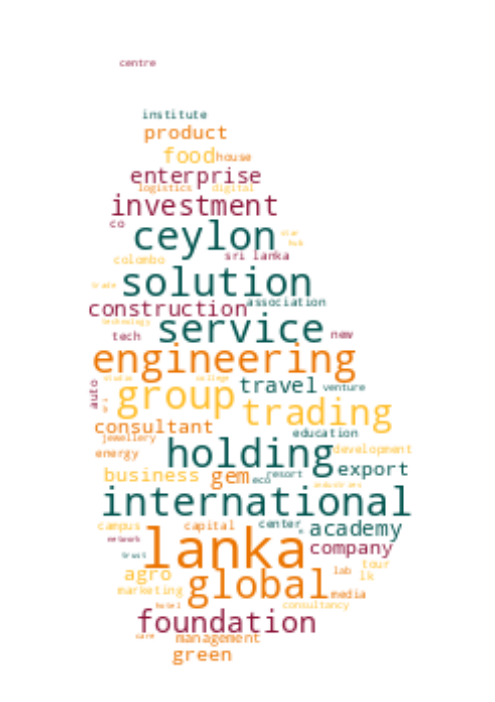 centre
institute
product
food house
enterprise
logistics digital
investment
co
ceylon
hub
colombo sri lanka
solution
trade
construction association
technology
service
tech new
engineering
studio college
auto
group travel venture
trading
consultant
education
jewellery
holding development
energy
export
business gem eco resort
industries
international
campus capital center academy
network
lanka company
trust
agro lab tour
lk
global
marketing media
hotel consultancy
foundation
care management
green